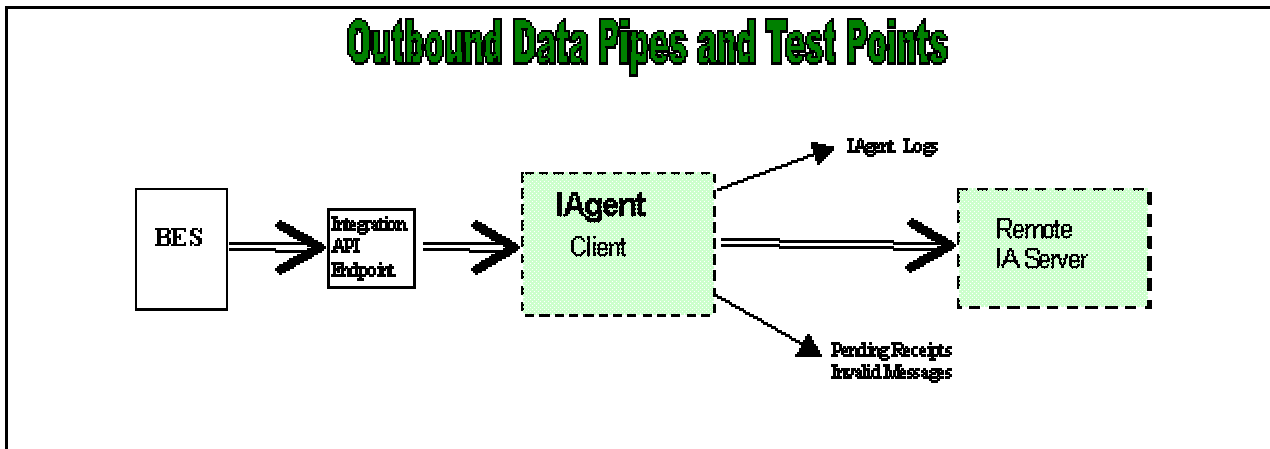 Outbound Data Pipes and Test Points
IAgent Logs
BES
Integration
API
Endpoint
IAgent
Client
Remote
IA Server
Pending Receipts
Invalid Messages